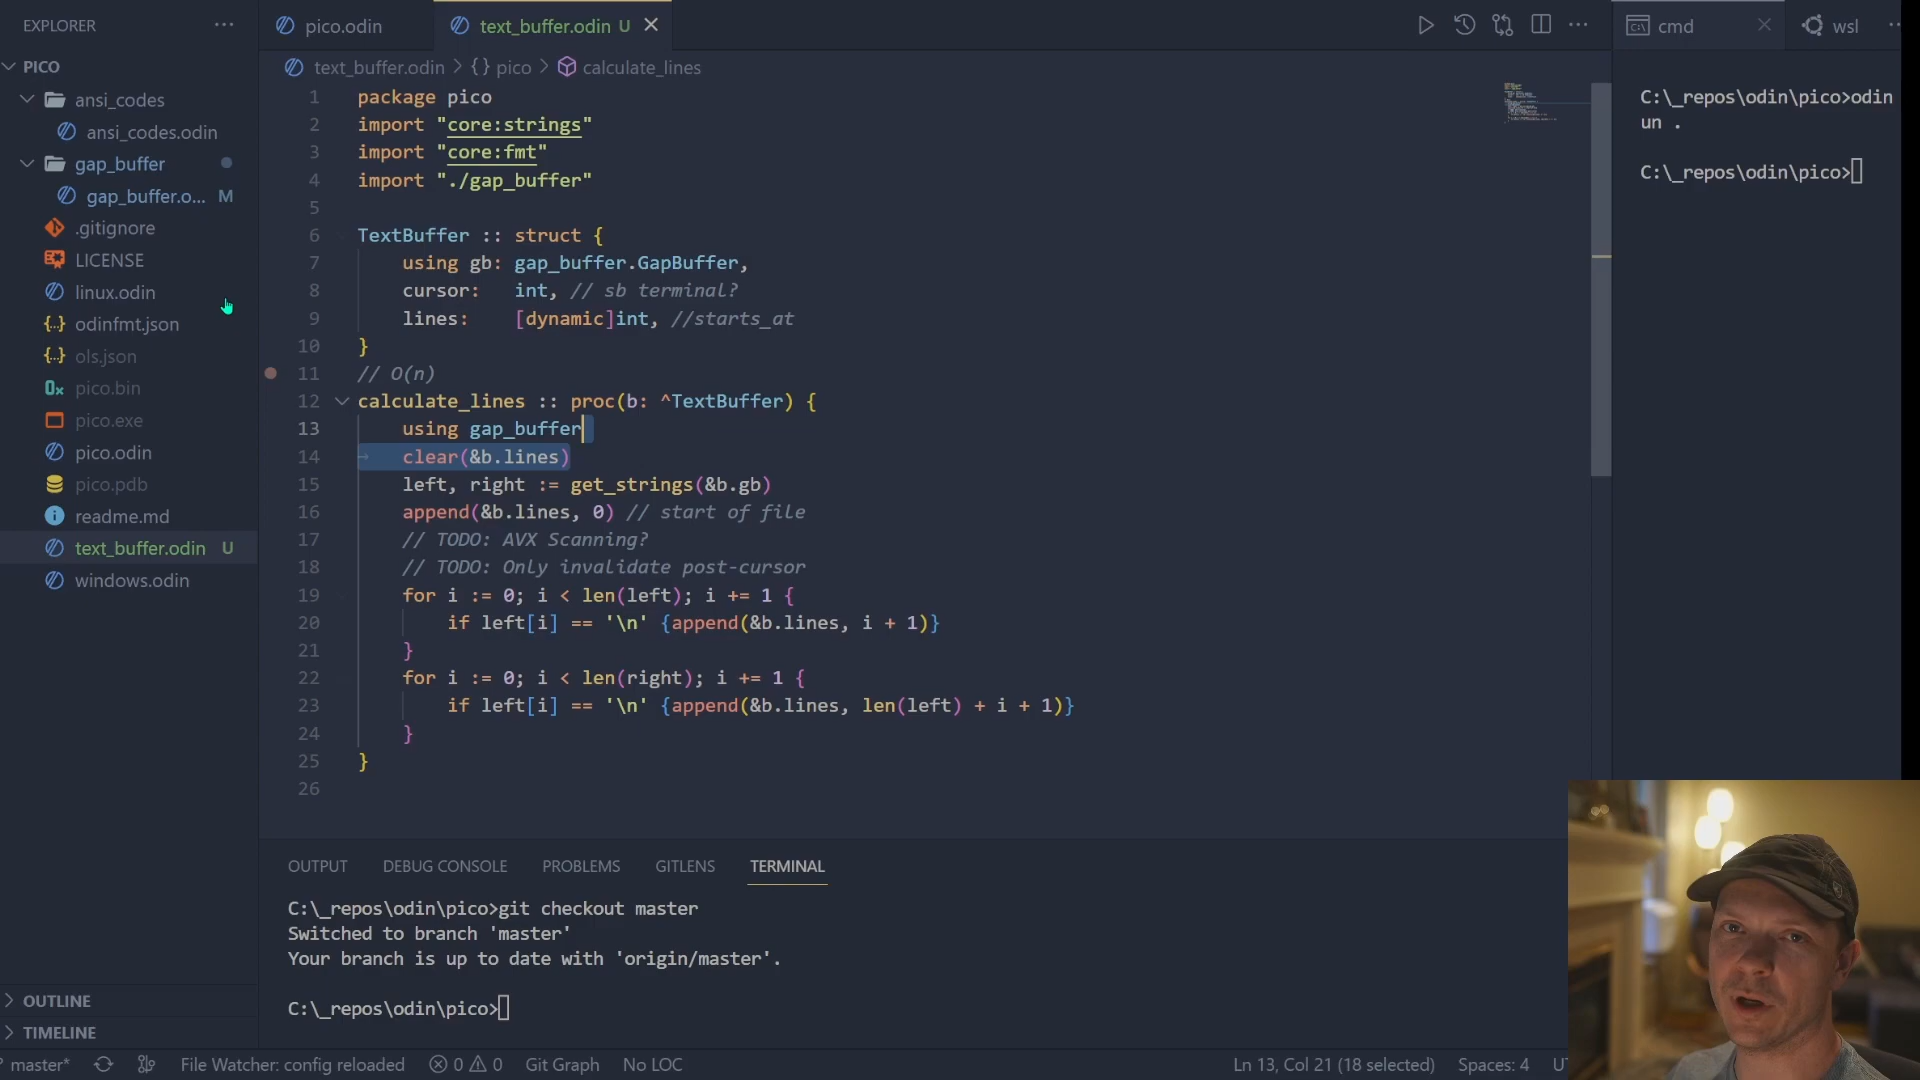 EXPLORER
PICO
ansi_codes
ansi_codes.odin
gap_buffer
gap_buffer.o... M
.gitignore
LICENSE
linux.odin
odinfmt.json
ols.json
pico.bin
pico.exe
pico.odin
pico.pdb
readme.md
text_buffer.odin U
windows.odin
OUTLINE
TIMELINE
pico.odin
text_buffer.odin U
text_buffer.odin > {} pico > calculate_lines
1 package pico
2 import "core:strings"
3 import "core:fmt"
4 import "./gap_buffer"
5
6 TextBuffer :: struct {
7 using gb: gap_buffer.GapBuffer,
8 cursor: int, // sb terminal?
9 lines: [dynamic]int, //starts_at
10 }
11 // O(n)
12 calculate_lines :: proc(b: ^TextBuffer) {
13 using gap_buffer
14 clear(&b.lines)
15 left, right := get_strings(&b.gb)
16 append(&b.lines, 0) // start of file
17 // TODO: AVX Scanning?
18 // TODO: Only invalidate post-cursor
19 for i := 0; i < len(left); i += 1 {
20 if left[i] == '\n' {append(&b.lines, i + 1)}
21 }
22 for i := 0; i < len(right); i += 1 {
23 if left[i] == '\n' {append(&b.lines, len(left) + i + 1)}
24 }
25 }
26
OUTPUT DEBUG CONSOLE PROBLEMS GITLENS TERMINAL
C:\_repos\odin\pico>git checkout master
Switched to branch 'master'
Your branch is up to date with 'origin/master'.
C:\_repos\odin\pico>
cmd
wsl
C:\_repos\odin\pico>odin
un .
C:\_repos\odin\pico>
master* File Watcher: config reloaded 0 0 Git Graph No LOC Ln 13, Col 21 (18 selected) Spaces: 4